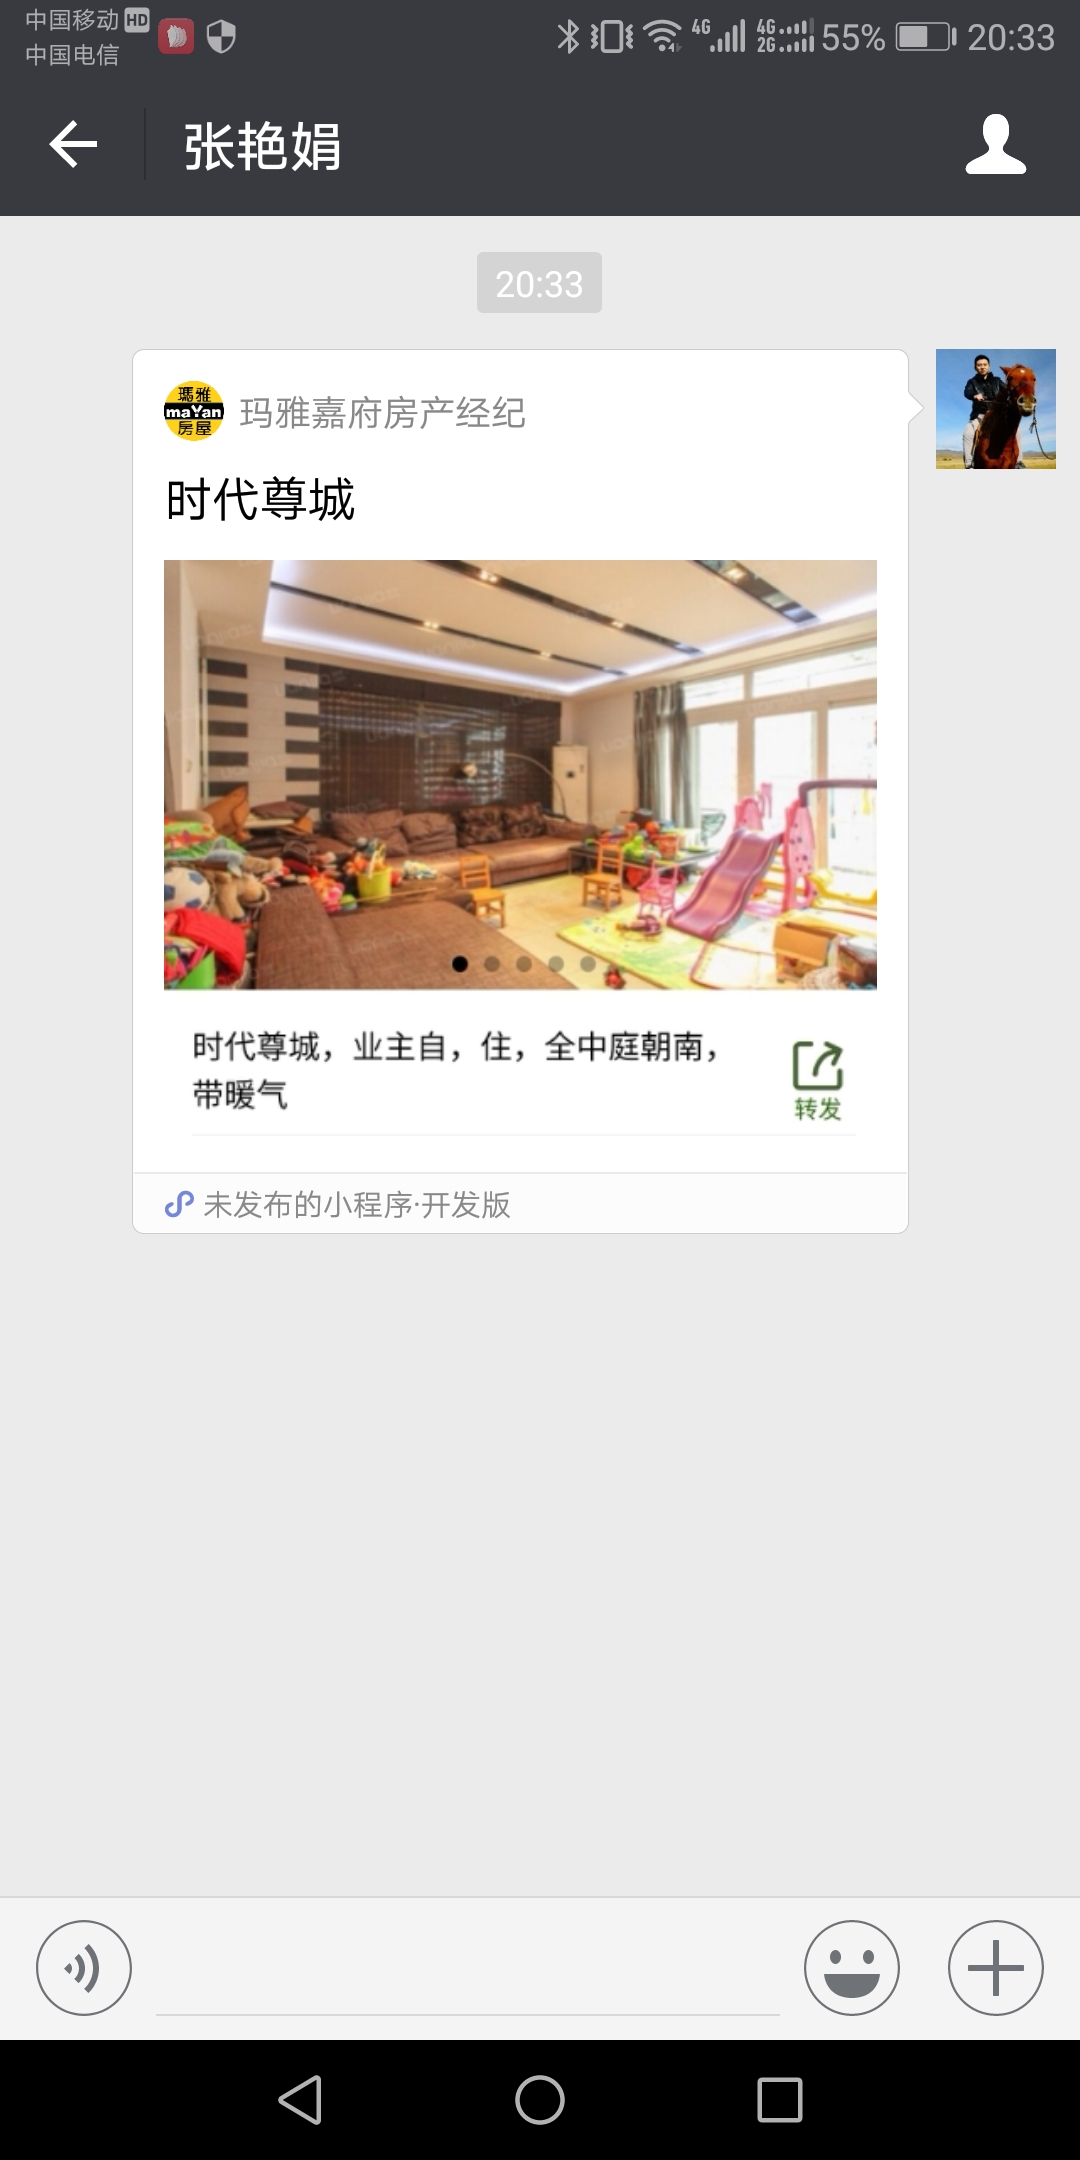 中国移动 HD
中国电信
4G 4G 2G 55% 20:33
张艳娟
20:33
瑪雅
maYan
房屋
玛雅嘉府房产经纪
时代尊城
时代尊城，业主自，住，全中庭朝南，
带暖气
转发
未发布的小程序·开发版